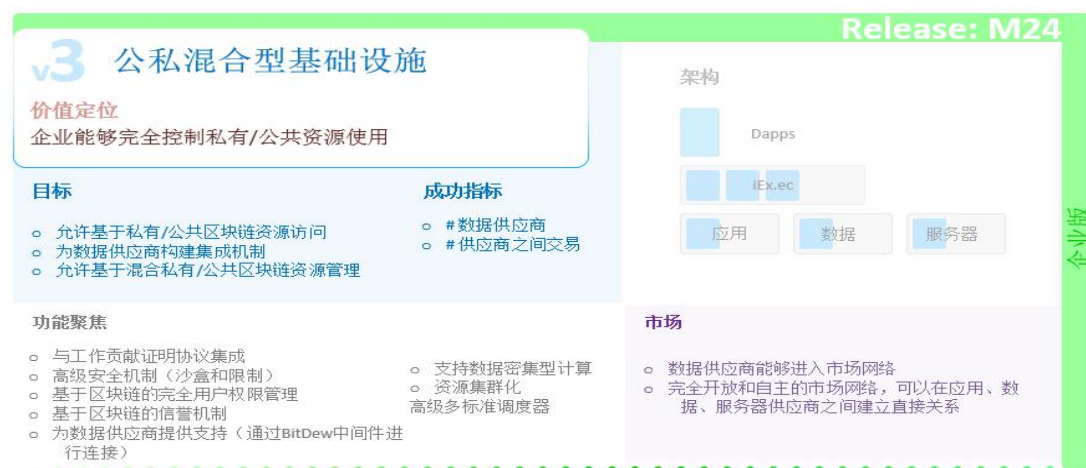 Release: M24
v3 公私混合型基础设施
价值定位
企业能够完全控制私有/公共资源使用
目标
允许基于私有/公共区块链资源访问
为数据供应商构建集成机制
允许基于混合私有/公共区块链资源管理
成功指标
#数据供应商
#供应商之间交易
架构
Dapps
iEx.ec
应用
数据
服务器
企业版
功能聚焦
与工作贡献证明协议集成
高级安全机制（沙盒和限制）
基于区块链的完全用户权限管理
基于区块链的信誉机制
为数据供应商提供支持（通过BitDew中间件进
行连接）
支持数据密集型计算
资源集群化
高级多标准调度器
市场
数据供应商能够进入市场网络
完全开放和自主的市场网络，可以在应用、数
据、服务器供应商之间建立直接关系